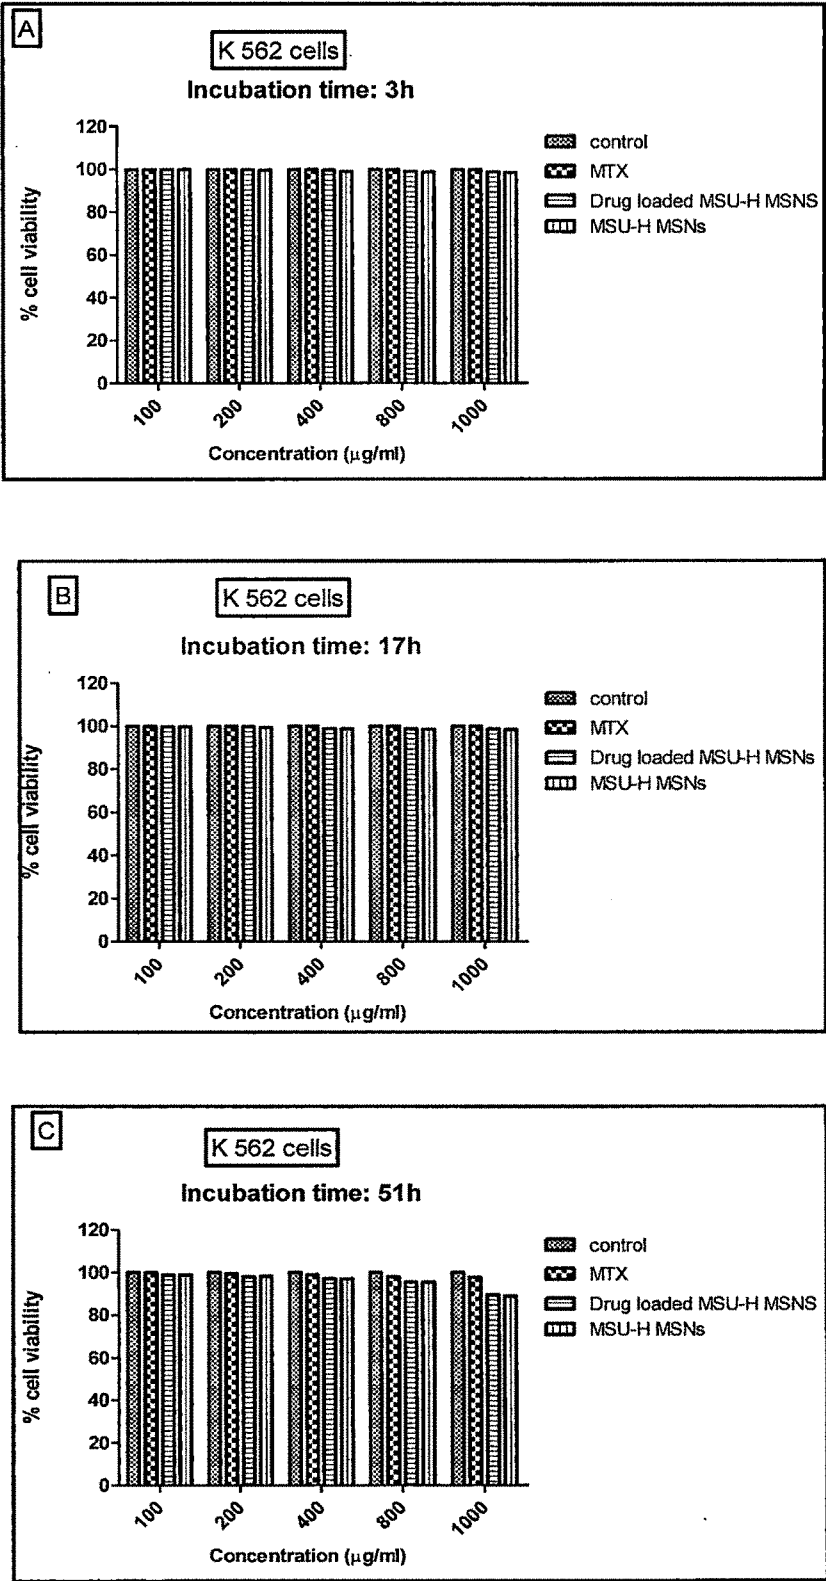 A
K 562 cells
Incubation time: 3h
120
100
80
60
40
20
0
% cell viability
100
200
400
800
1000
Concentration (µg/ml)
control
MTX
Drug loaded MSU-H MSNS
MSU-H MSNs
B
K 562 cells
Incubation time: 17h
120
100
80
60
40
20
0
% cell viability
100
200
400
800
1000
Concentration (µg/ml)
control
MTX
Drug loaded MSU-H MSNs
MSU-H MSNs
C
K 562 cells
Incubation time: 51h
120
100
80
60
40
20
0
% cell viability
100
200
400
800
1000
Concentration (µg/ml)
control
MTX
Drug loaded MSU-H MSNS
MSU-H MSNs